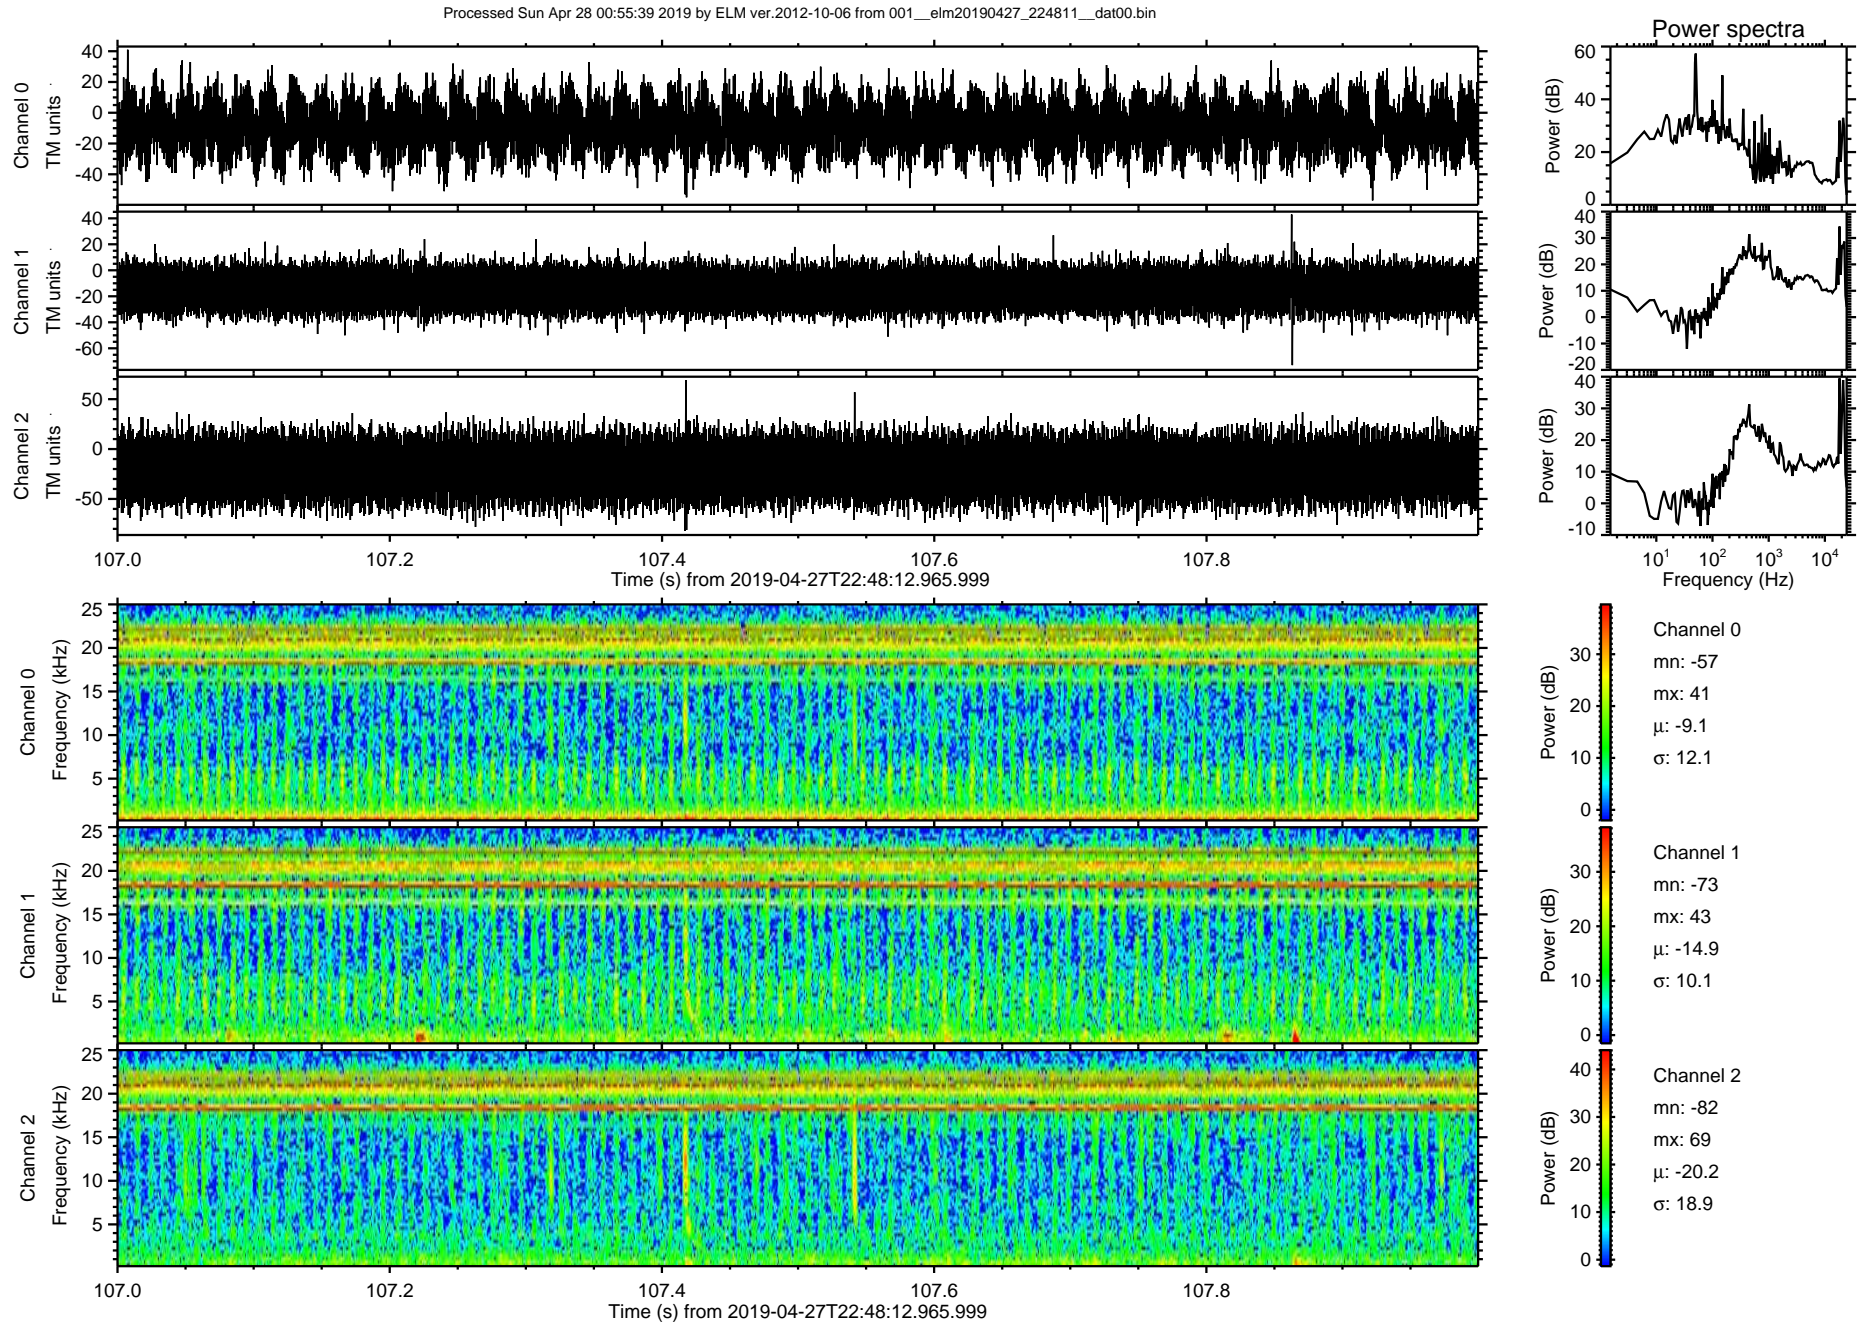 Processed Sun Apr 28 00:55:39 2019 by ELM ver.2012-10-06 from 001__elm20190427_224811__dat00.bin
Power spectra
Channel 0
TM units
40
20
0
-20
-40
Power (dB)
60
40
20
0
Channel 1
TM units
40
20
0
-20
-40
-60
Power (dB)
40
30
20
10
0
-10
-20
Channel 2
TM units
50
0
-50
Power (dB)
40
30
20
10
0
-10
107.0 107.2 107.4 107.6 107.8
Time (s) from 2019-04-27T22:48:12.965.999
10^1 10^2 10^3 10^4
Frequency (Hz)
Channel 0
Frequency (kHz)
25
20
15
10
5
Power (dB)
30
20
10
0
Channel 0
mn: -57
mx: 41
μ: -9.1
σ: 12.1
Channel 1
Frequency (kHz)
25
20
15
10
5
Power (dB)
30
20
10
0
Channel 1
mn: -73
mx: 43
μ: -14.9
σ: 10.1
Channel 2
Frequency (kHz)
25
20
15
10
5
Power (dB)
40
30
20
10
0
Channel 2
mn: -82
mx: 69
μ: -20.2
σ: 18.9
107.0 107.2 107.4 107.6 107.8
Time (s) from 2019-04-27T22:48:12.965.999